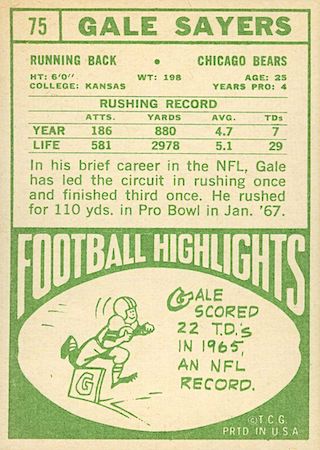 75 GALE SAYERS
RUNNING BACK • CHICAGO BEARS
HT: 6'0" WT: 198 AGE: 25
COLLEGE: KANSAS YEARS PRO: 4
RUSHING RECORD
ATTS. YARDS AVG. TDs
YEAR 186 880 4.7 7
LIFE 581 2978 5.1 29
In his brief career in the NFL, Gale
has led the circuit in rushing once
and finished third once. He rushed
for 110 yds. in Pro Bowl in Jan. '67.
FOOTBALL HIGHLIGHTS
GALE
SCORED
22 T.D.'S
IN 1965,
AN NFL
RECORD.
G
©T.C.G.
PRTD IN U.S.A.